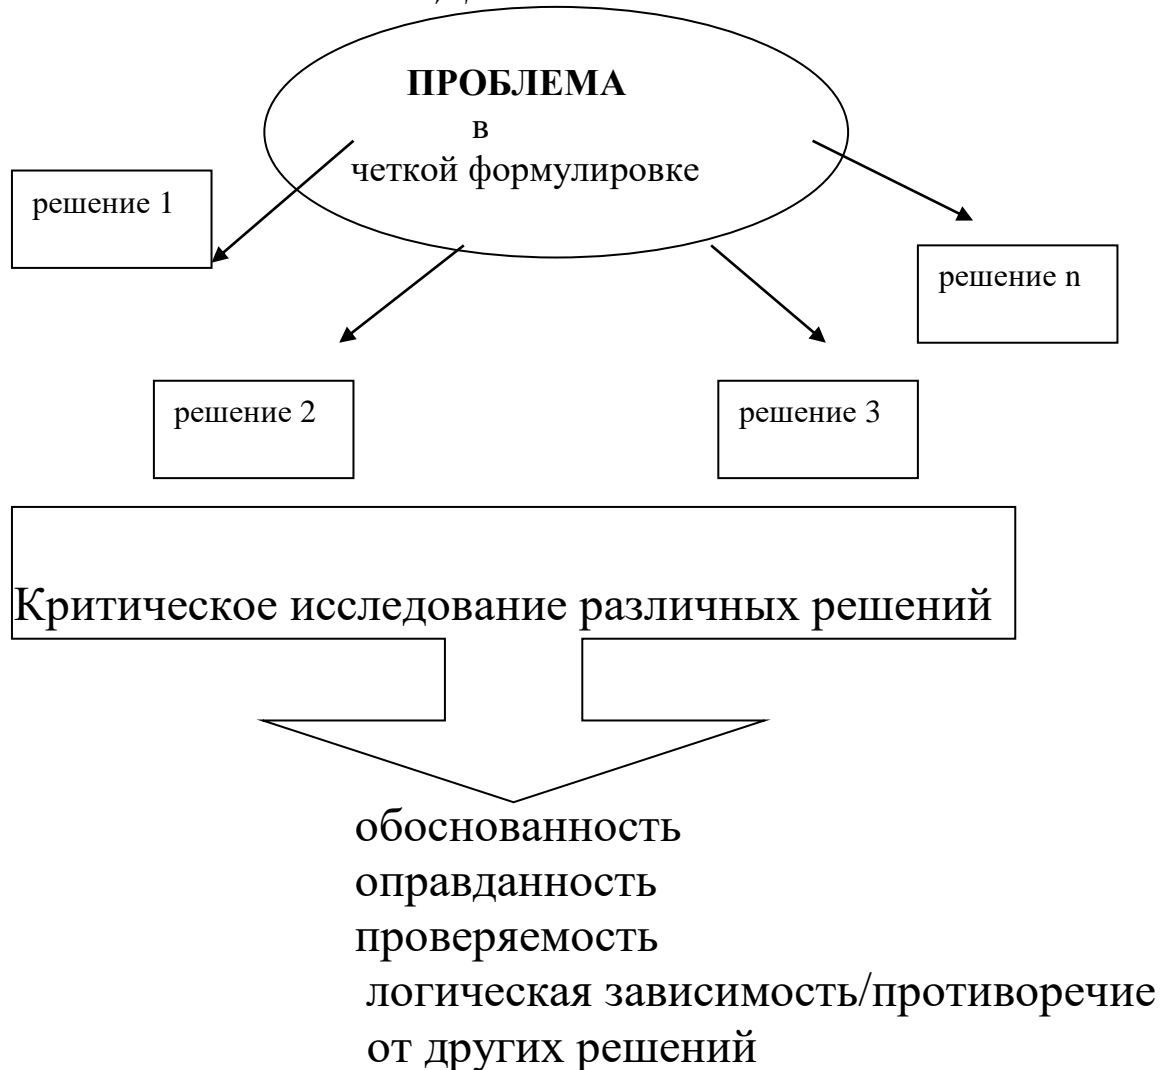 ПРОБЛЕМА
в
четкой формулировке
решение 1
решение n
решение 2
решение 3
Критическое исследование различных решений
обоснованность
оправданность
проверяемость
логическая зависимость/противоречие
от других решений